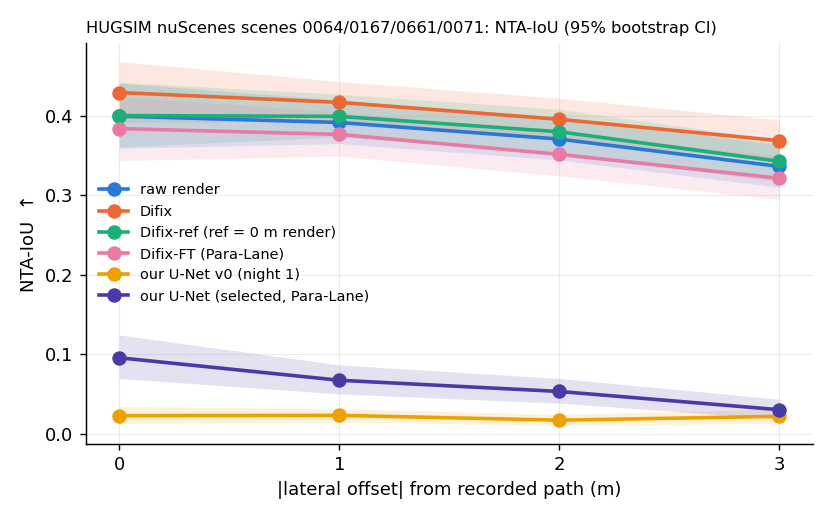 HUGSIM nuScenes scenes 0064/0167/0661/0071: NTA-IoU (95% bootstrap CI)
NTA-IoU ↑
0.4
0.3
0.2
0.1
0.0
raw render
Difix
Difix-ref (ref = 0 m render)
Difix-FT (Para-Lane)
our U-Net v0 (night 1)
our U-Net (selected, Para-Lane)
0 1 2 3
|lateral offset| from recorded path (m)